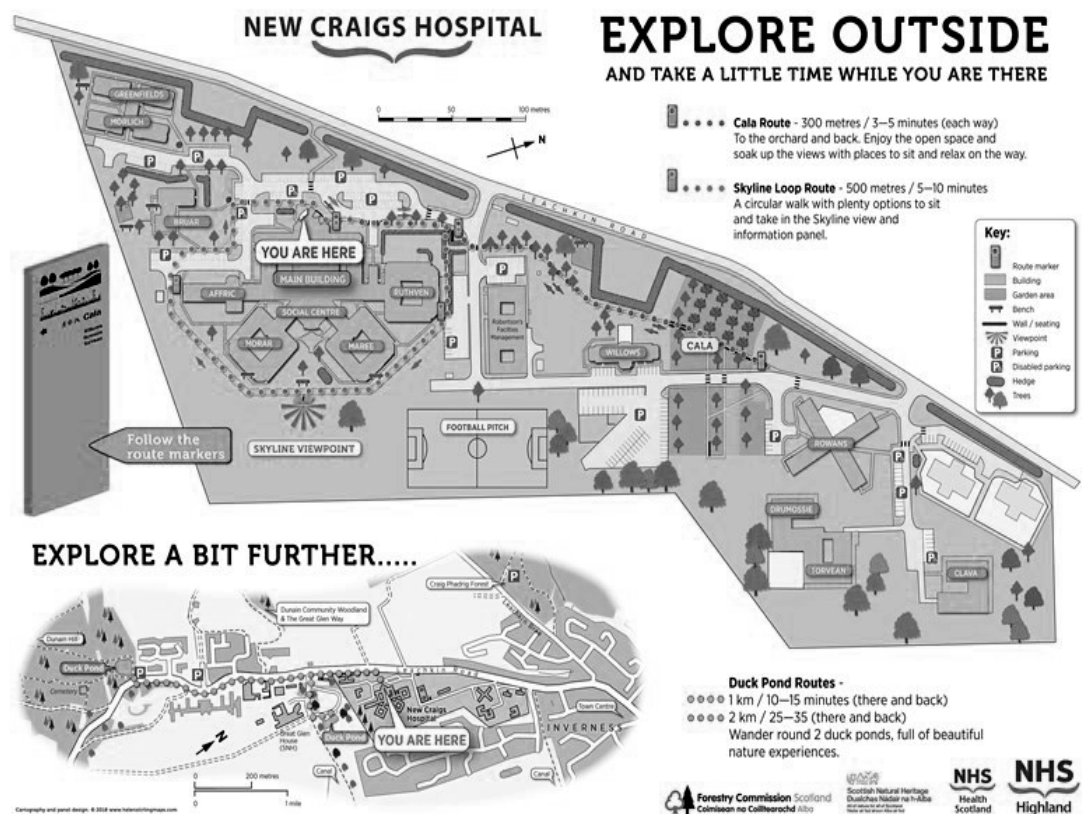 NEW CRAIGS HOSPITAL
EXPLORE OUTSIDE
AND TAKE A LITTLE TIME WHILE YOU ARE THERE
0 50 100 metres
N
Cala Route - 300 metres / 3–5 minutes (each way)
To the orchard and back. Enjoy the open space and
soak up the views with places to sit and relax on the way.
Skyline Loop Route - 500 metres / 5–10 minutes
A circular walk with plenty options to sit
and take in the Skyline view and
information panel.
Key:
Route marker
Building
Garden area
Bench
Wall / seating
Viewpoint
P Parking
P Disabled parking
Hedge
Trees
GREENFIELDS
MORLICH
BRUAR
LEACHKIN ROAD
YOU ARE HERE
MAIN BUILDING
AFFRIC
RUTHVEN
SOCIAL CENTRE
MORAR
MAREE
Robertson's
Facilities
Management
WILLOWS
CALA
SKYLINE VIEWPOINT
FOOTBALL PITCH
ROWANS
DRUMOSSIE
TORVEAN
CLAVA
Cala
Follow the
route markers
EXPLORE A BIT FURTHER.....
Craig Phadrig Forest
Dunain Community Woodland
& The Great Glen Way
Dunain Hill
Duck Pond
Cemetery
Leachkin Road
New Craigs
Hospital
Town Centre
INVERNESS
Great Glen
House
(SNH)
Duck Pond
YOU ARE HERE
Canal
Canal
N
0 200 metres
0 1 mile
Duck Pond Routes -
1 km / 10–15 minutes (there and back)
2 km / 25–35 (there and back)
Wander round 2 duck ponds, full of beautiful
nature experiences.
Cartography and panel design: © 2018 www.helenstirlingmaps.com
Forestry Commission Scotland
Coimisean na Coilltearachd Alba
Scottish Natural Heritage
Dualchas Nàdair na h-Alba
NHS
Health
Scotland
NHS
Highland